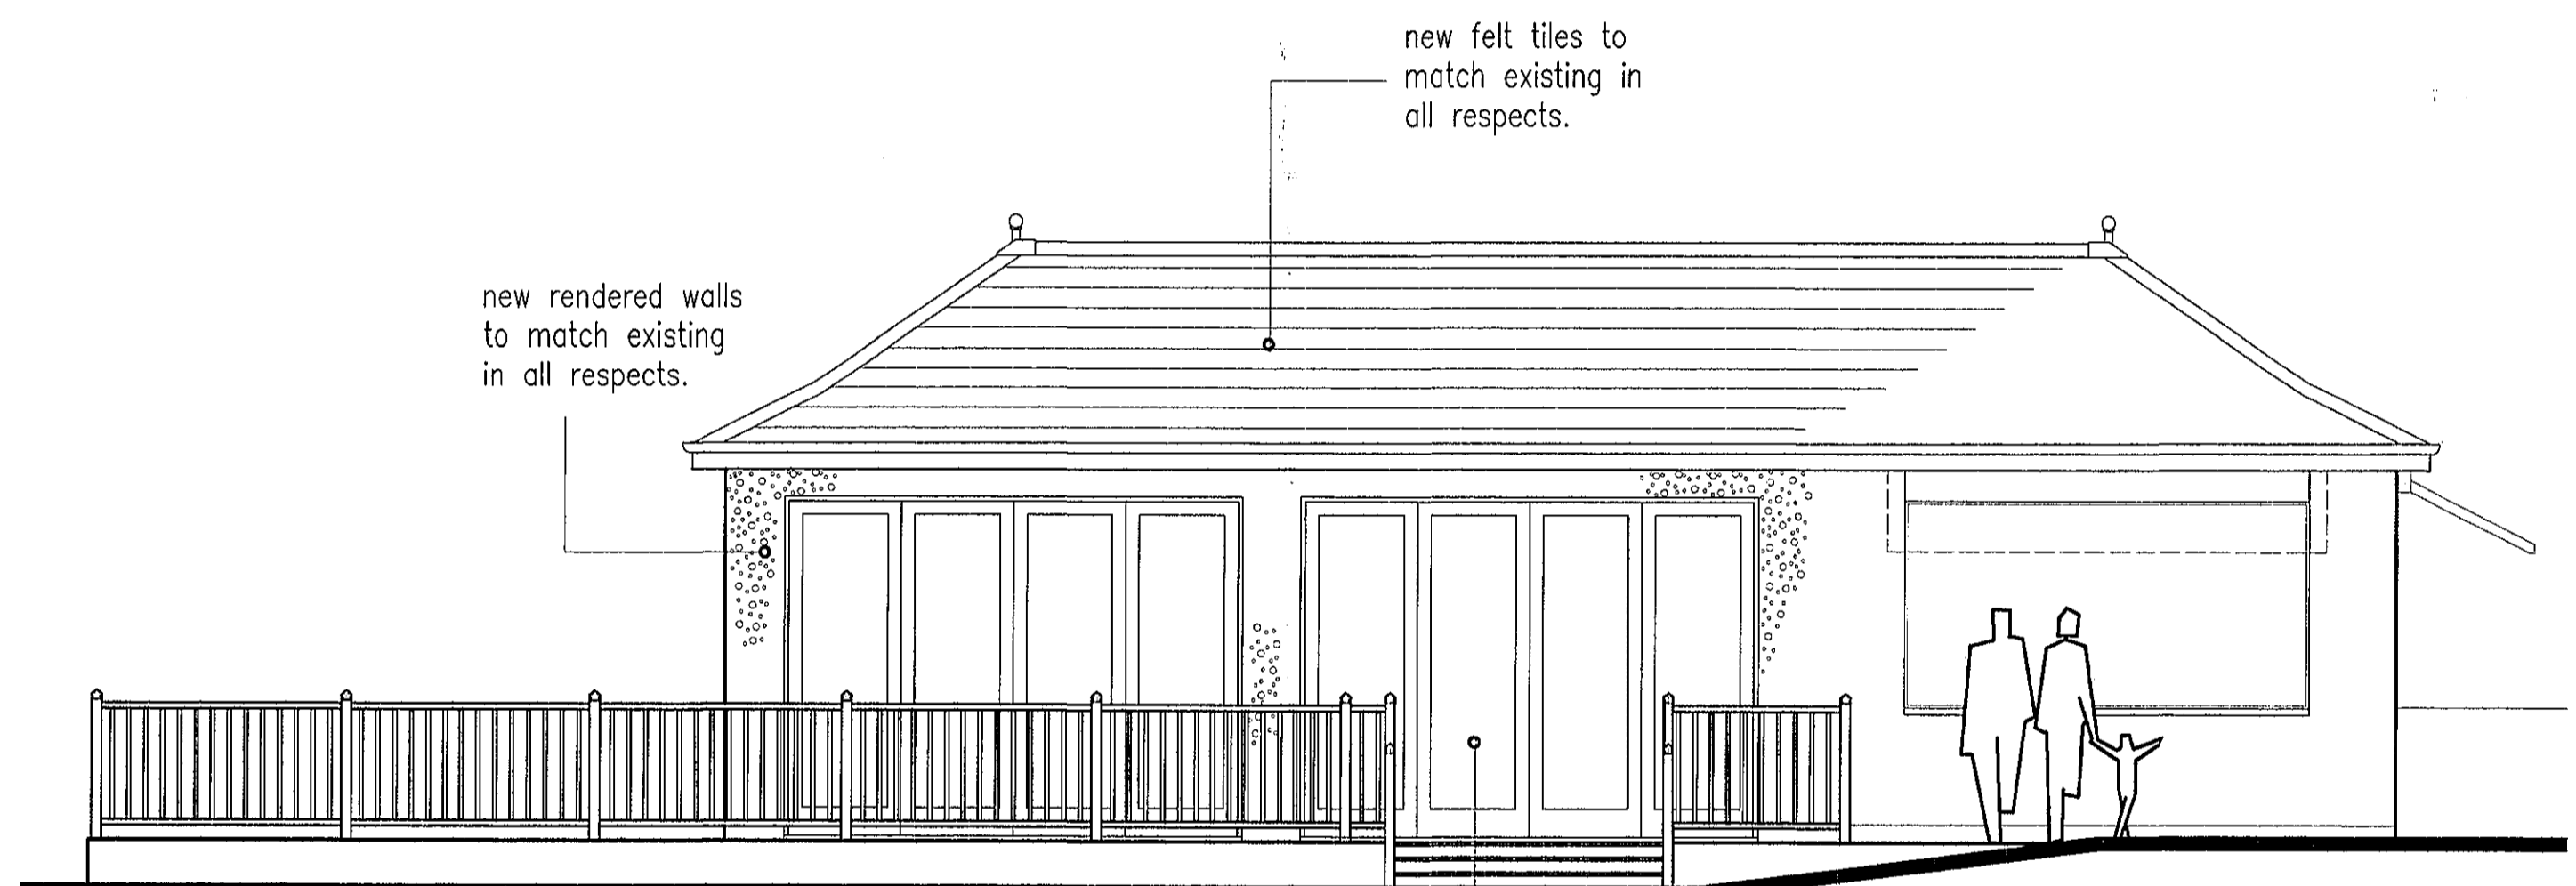 new felt tiles to
match existing in
all respects.
new rendered walls
to match existing
in all respects.